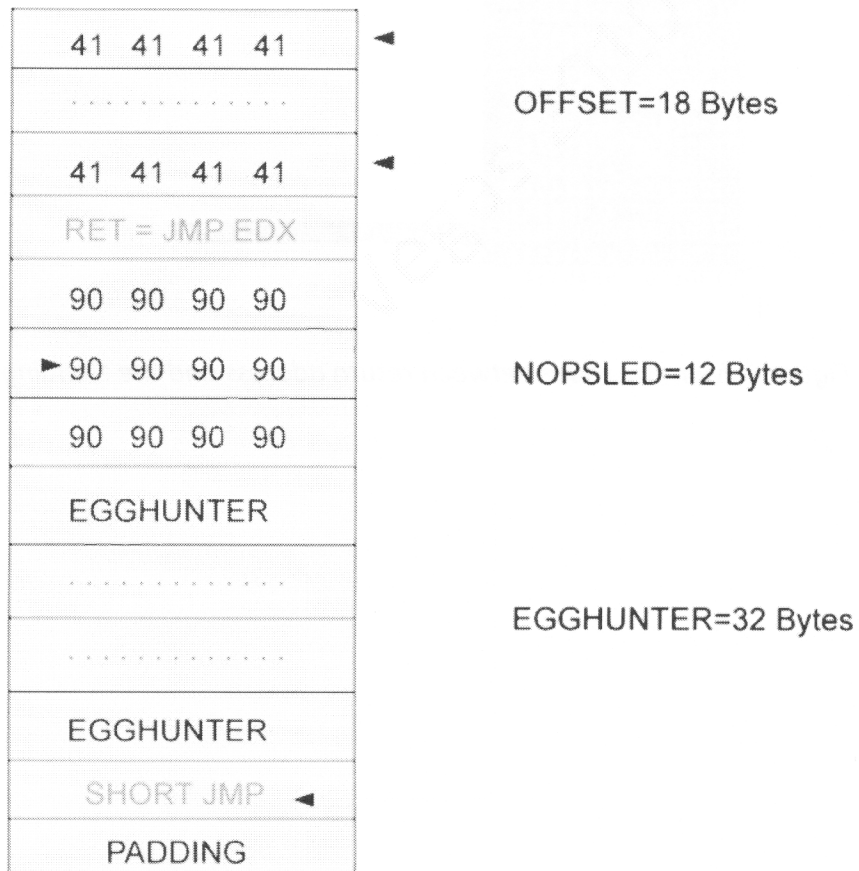 41 41 41 41
. . . . . . . . . . . . .
OFFSET=18 Bytes
41 41 41 41
RET = JMP EDX
90 90 90 90
90 90 90 90
NOPSLED=12 Bytes
90 90 90 90
EGGHUNTER
. . . . . . . . . . . . .
EGGHUNTER=32 Bytes
. . . . . . . . . . . . .
EGGHUNTER
SHORT JMP
PADDING